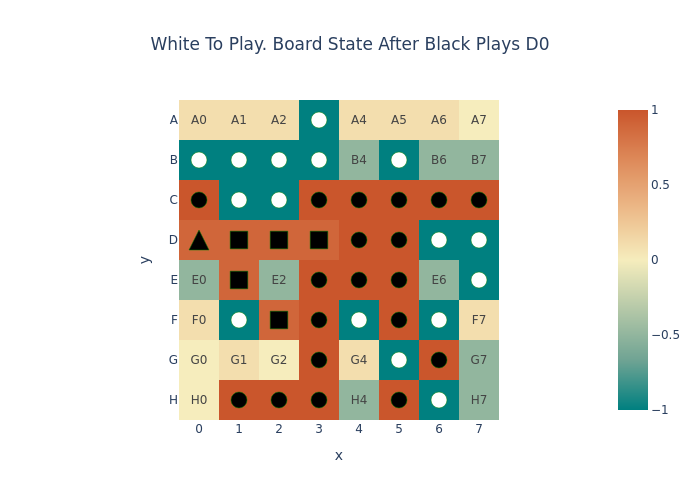 White To Play. Board State After Black Plays D0
A A0 A1 A2 A4 A5 A6 A7
B B4 B6 B7
C
D
E E0 E2 E6
F F0 F7
G G0 G1 G2 G4 G7
H H0 H4 H7
0 1 2 3 4 5 6 7
x
y
1
0.5
0
−0.5
−1